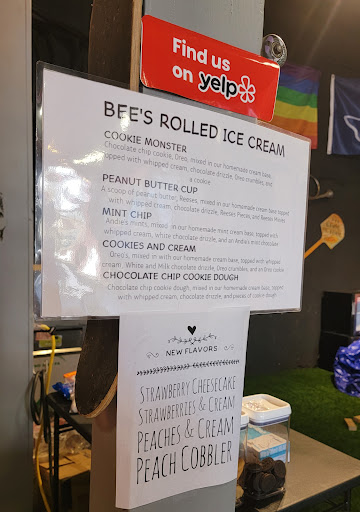 Find us
on yelp
BEE'S ROLLED ICE CREAM
COOKIE MONSTER
Chocolate chip cookie, Oreo, mixed in our homemade cream base,
topped with whipped cream, chocolate drizzle, Oreo crumbles, and
a cookie
PEANUT BUTTER CUP
A scoop of peanut butter, Reeses, mixed in our homemade cream base topped
with whipped cream, chocolate drizzle, Reeses Pieces, and Reeses
MINT CHIP
Andie's mints, mixed in our homemade mint cream base, topped with
whipped cream, white chocolate drizzle, and an Andie's mint chocolate
COOKIES AND CREAM
Oreo's, mixed in with our homemade cream base, topped with whipped
cream, White and Milk chocolate drizzle, Oreo crumbles, and an Oreo cookie
CHOCOLATE CHIP COOKIE DOUGH
Chocolate chip cookie dough, mixed in our homemade cream base, topped
with whipped cream, chocolate drizzle, and pieces of cookie dough
NEW FLAVORS
STRAWBERRY CHEESECAKE
STRAWBERRIES & CREAM
PEACHES & CREAM
PEACH COBBLER